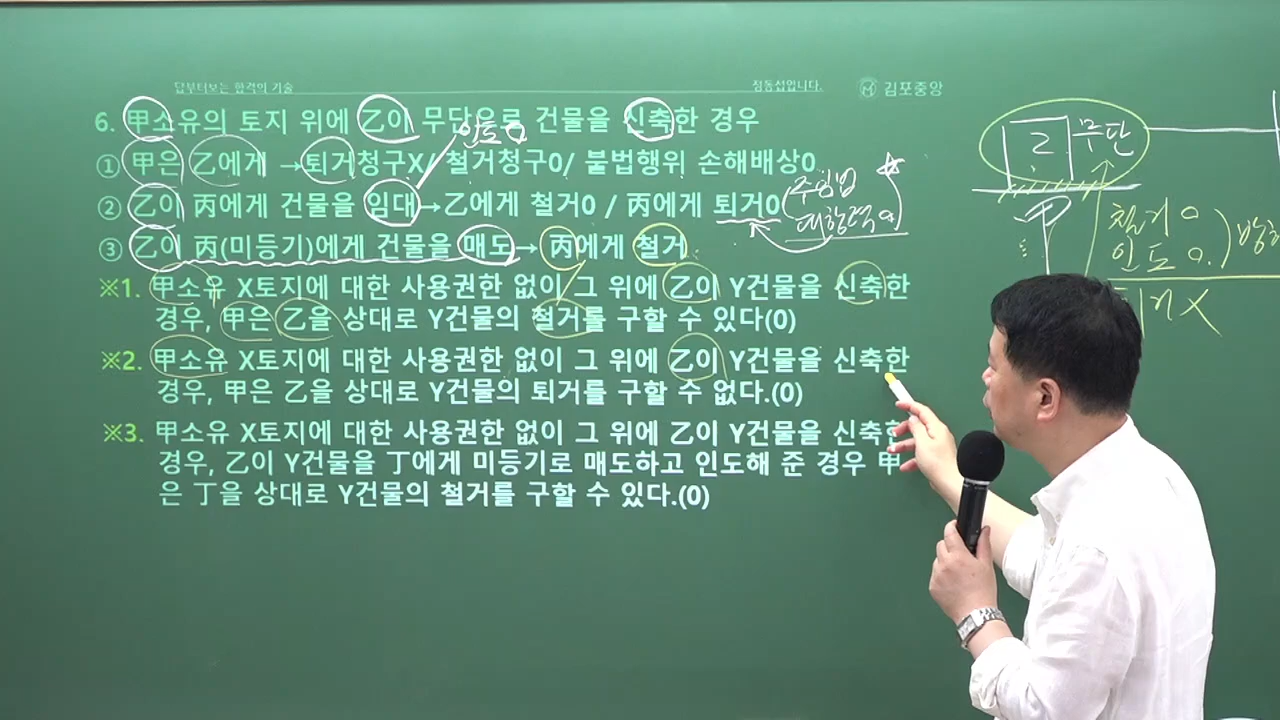 답부터보는 합격의 기술
정동섭입니다.
김포중앙
6. 甲소유의 토지 위에 乙이 무단으로 건물을 신축한 경우
① 甲은 乙에게 →퇴거청구X/ 철거청구0/ 불법행위 손해배상0
② 乙이 丙에게 건물을 임대→乙에게 철거0 / 丙에게 퇴거0
주임법
대항력
③ 乙이 丙(미등기)에게 건물을 매도→ 丙에게 철거
※1. 甲소유 X토지에 대한 사용권한 없이 그 위에 乙이 Y건물을 신축한
경우, 甲은 乙을 상대로 Y건물의 철거를 구할 수 있다(0)
※2. 甲소유 X토지에 대한 사용권한 없이 그 위에 乙이 Y건물을 신축한
경우, 甲은 乙을 상대로 Y건물의 퇴거를 구할 수 없다.(0)
※3. 甲소유 X토지에 대한 사용권한 없이 그 위에 乙이 Y건물을 신축한
경우, 乙이 Y건물을 丁에게 미등기로 매도하고 인도해 준 경우 甲
은 丁을 상대로 Y건물의 철거를 구할 수 있다.(0)
乙 무단
甲
철거 0
인도 0
X